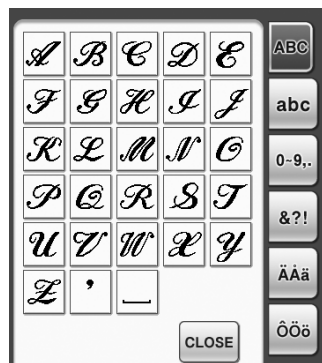 A B C D E
F G H I J
K L M N O
P Q R S T
U V W X Y
Z ’ _
CLOSE
ABC
abc
0~9,.
&?!
ÄÅä
ÔÖö